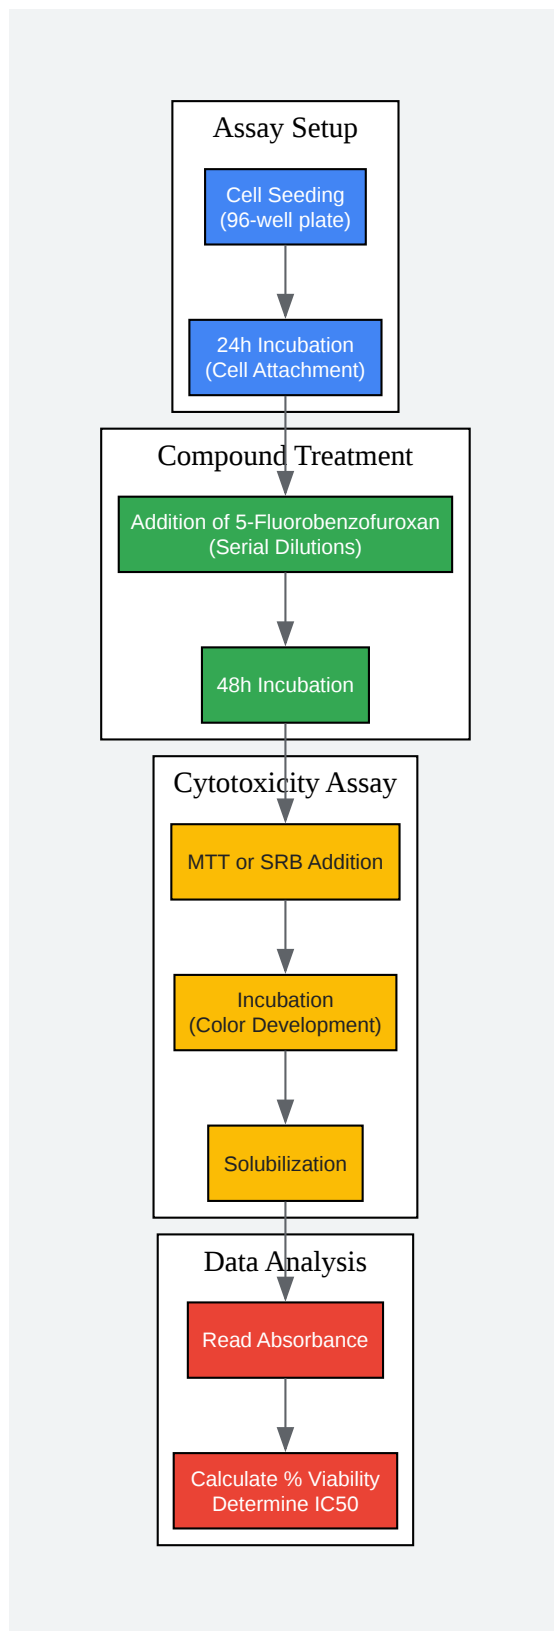 Assay Setup
Cell Seeding
(96-well plate)
24h Incubation
(Cell Attachment)
Compound Treatment
Addition of 5-Fluorobenzofuroxan
(Serial Dilutions)
48h Incubation
Cytotoxicity Assay
MTT or SRB Addition
Incubation
(Color Development)
Solubilization
Data Analysis
Read Absorbance
Calculate % Viability
Determine IC50